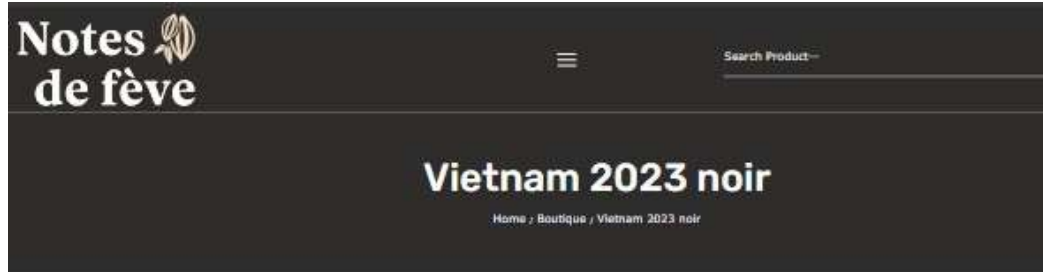 Notes
de fève
Search Product...
Vietnam 2023 noir
Home / Boutique / Vietnam 2023 noir